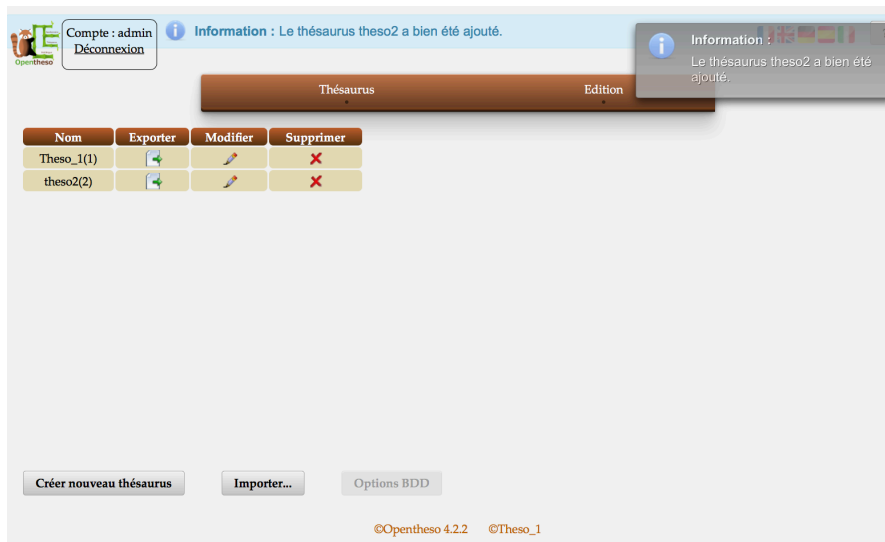 Compte : admin
Déconnexion
Opentheso
Information : Le thésaurus theso2 a bien été ajouté.
Information :
Le thésaurus theso2 a bien été
ajouté.
Thésaurus
Edition
Nom Exporter Modifier Supprimer
Theso_1(1)
theso2(2)
Créer nouveau thésaurus
Importer...
Options BDD
©Opentheso 4.2.2 ©Theso_1